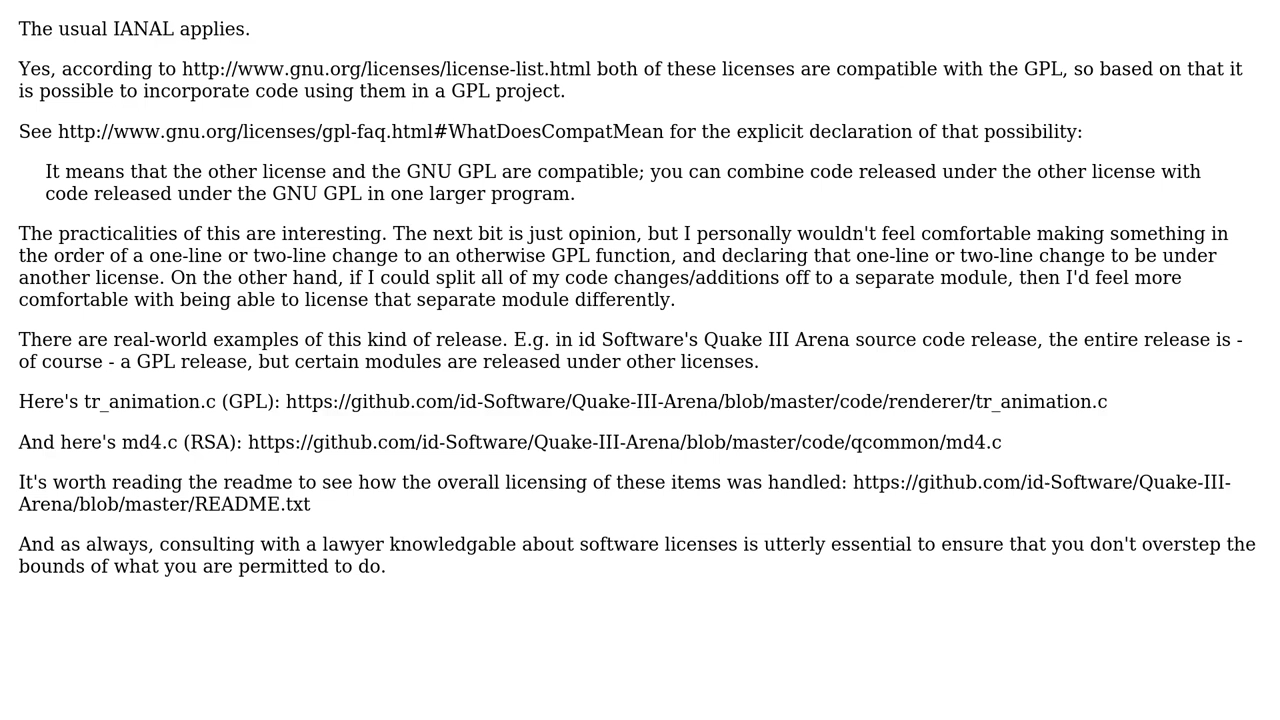 The usual IANAL applies.
Yes, according to http://www.gnu.org/licenses/license-list.html both of these licenses are compatible with the GPL, so based on that it
is possible to incorporate code using them in a GPL project.
See http://www.gnu.org/licenses/gpl-faq.html#WhatDoesCompatMean for the explicit declaration of that possibility:
It means that the other license and the GNU GPL are compatible; you can combine code released under the other license with
code released under the GNU GPL in one larger program.
The practicalities of this are interesting. The next bit is just opinion, but I personally wouldn't feel comfortable making something in
the order of a one-line or two-line change to an otherwise GPL function, and declaring that one-line or two-line change to be under
another license. On the other hand, if I could split all of my code changes/additions off to a separate module, then I'd feel more
comfortable with being able to license that separate module differently.
There are real-world examples of this kind of release. E.g. in id Software's Quake III Arena source code release, the entire release is -
of course - a GPL release, but certain modules are released under other licenses.
Here's tr_animation.c (GPL): https://github.com/id-Software/Quake-III-Arena/blob/master/code/renderer/tr_animation.c
And here's md4.c (RSA): https://github.com/id-Software/Quake-III-Arena/blob/master/code/qcommon/md4.c
It's worth reading the readme to see how the overall licensing of these items was handled: https://github.com/id-Software/Quake-III-
Arena/blob/master/README.txt
And as always, consulting with a lawyer knowledgable about software licenses is utterly essential to ensure that you don't overstep the
bounds of what you are permitted to do.